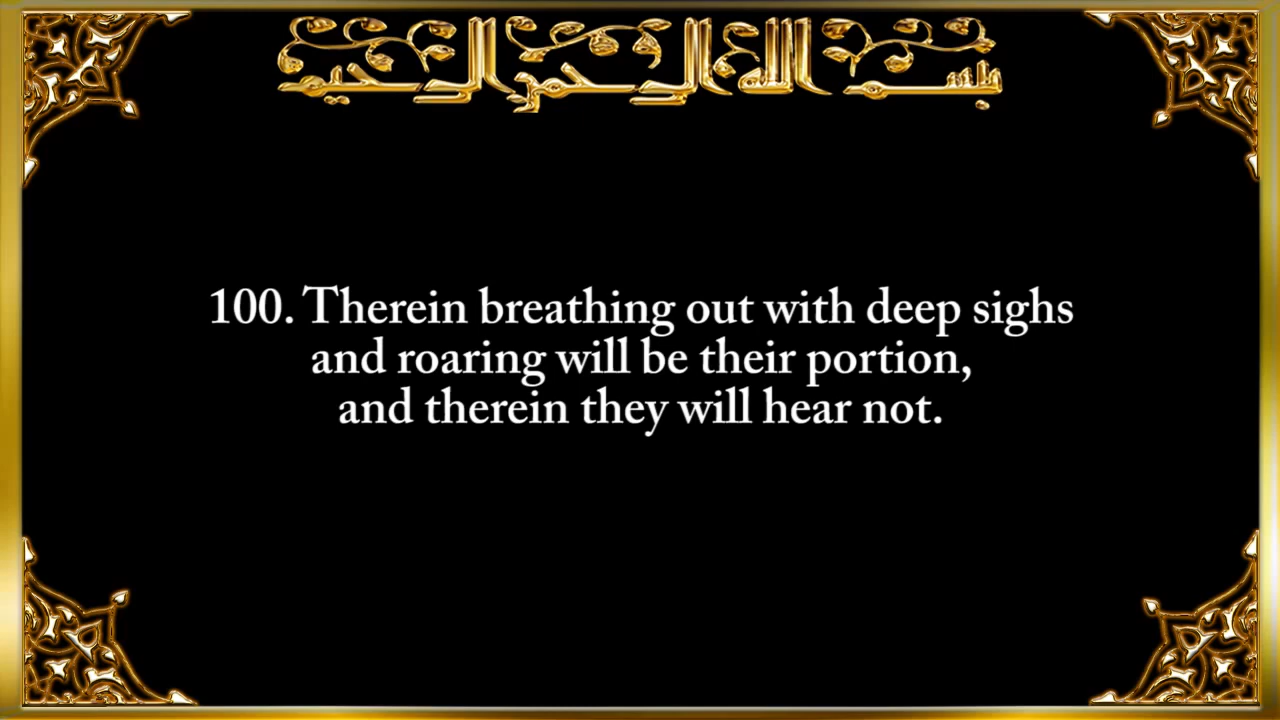 بسم الله الرحمن الرحيم
100. Therein breathing out with deep sighs
and roaring will be their portion,
and therein they will hear not.